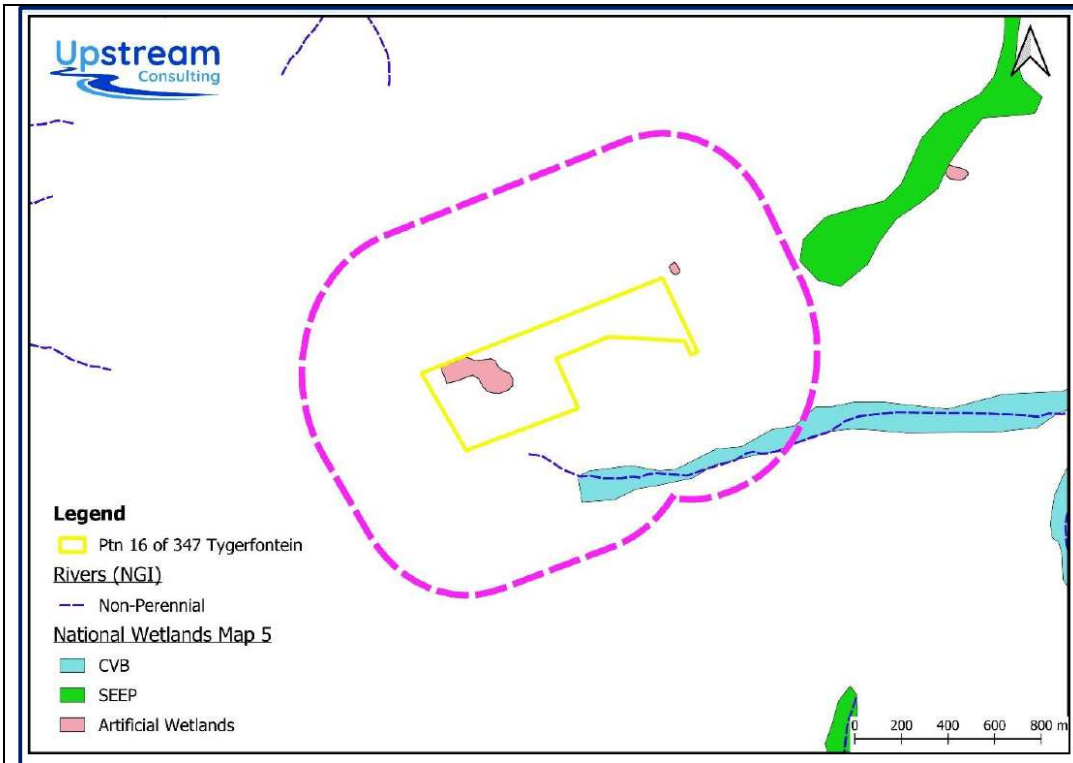 Upstream
Consulting
Legend
Ptn 16 of 347 Tygerfontein
Rivers (NGI)
Non-Perennial
National Wetlands Map 5
CVB
SEEP
Artificial Wetlands
0 200 400 600 800 m